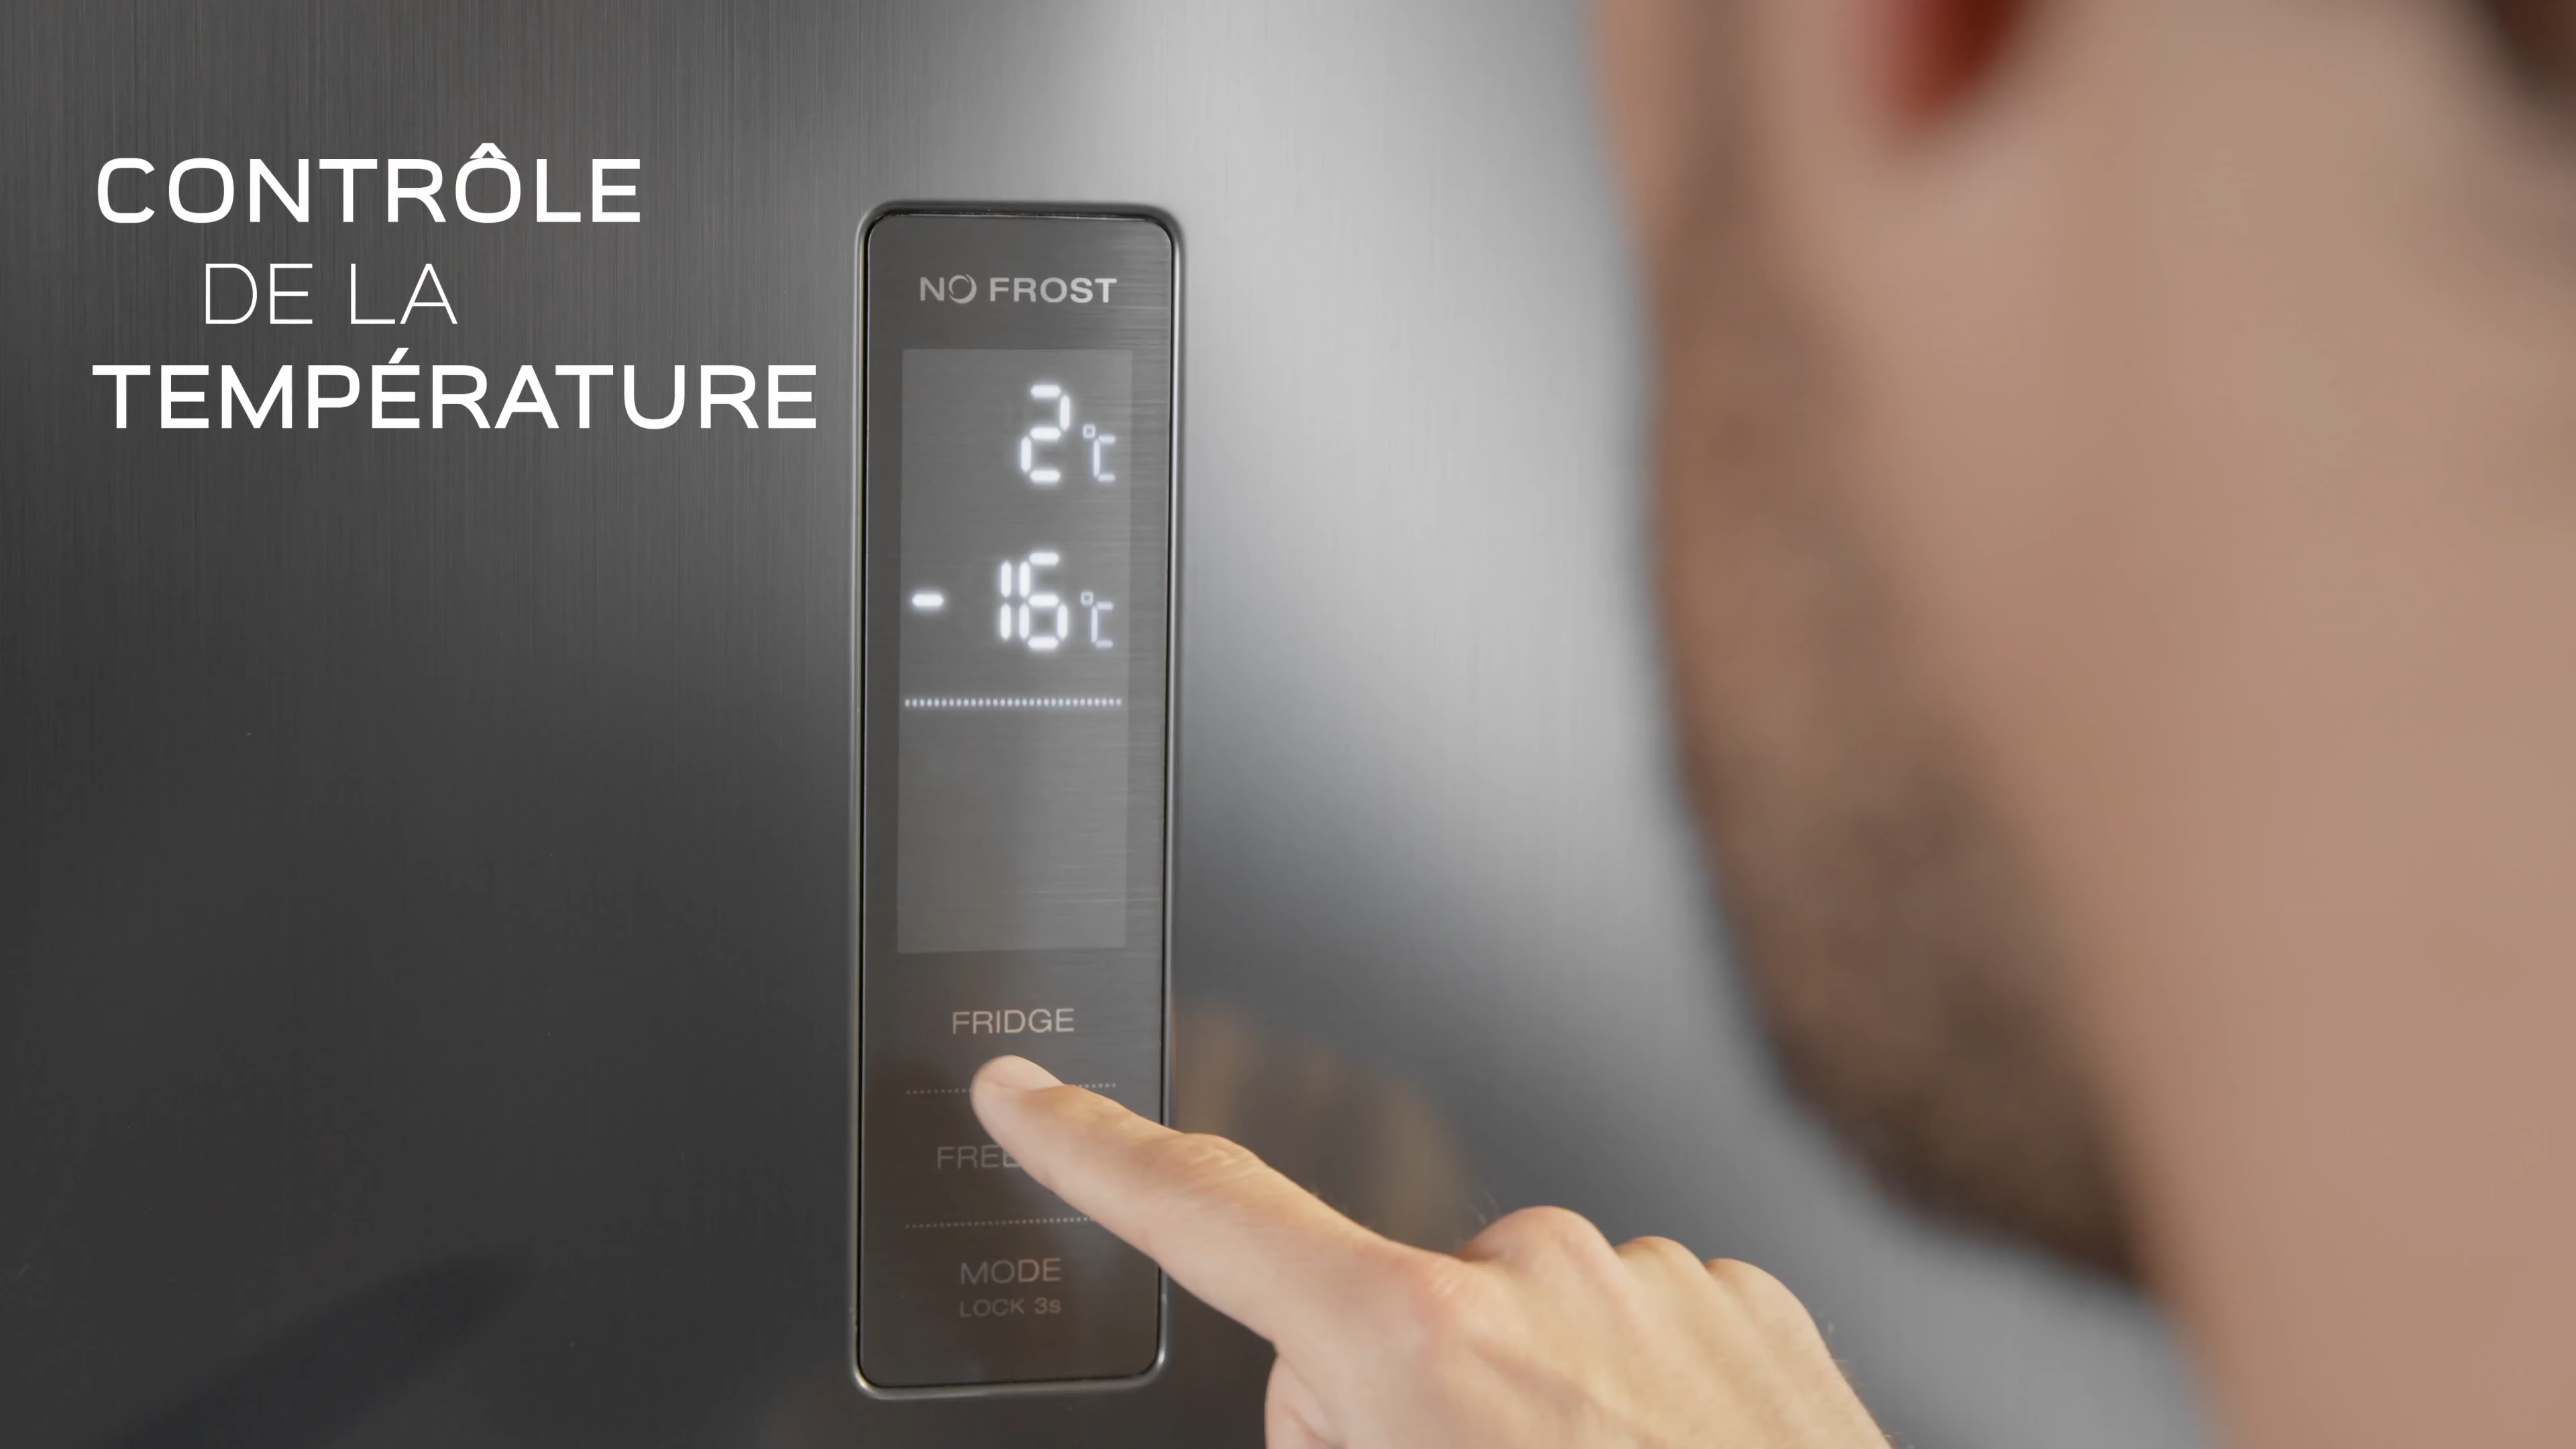 CONTRÔLE
DE LA
TEMPÉRATURE
NO FROST
2°C
- 16°C
FRIDGE
MODE
LOCK 3s